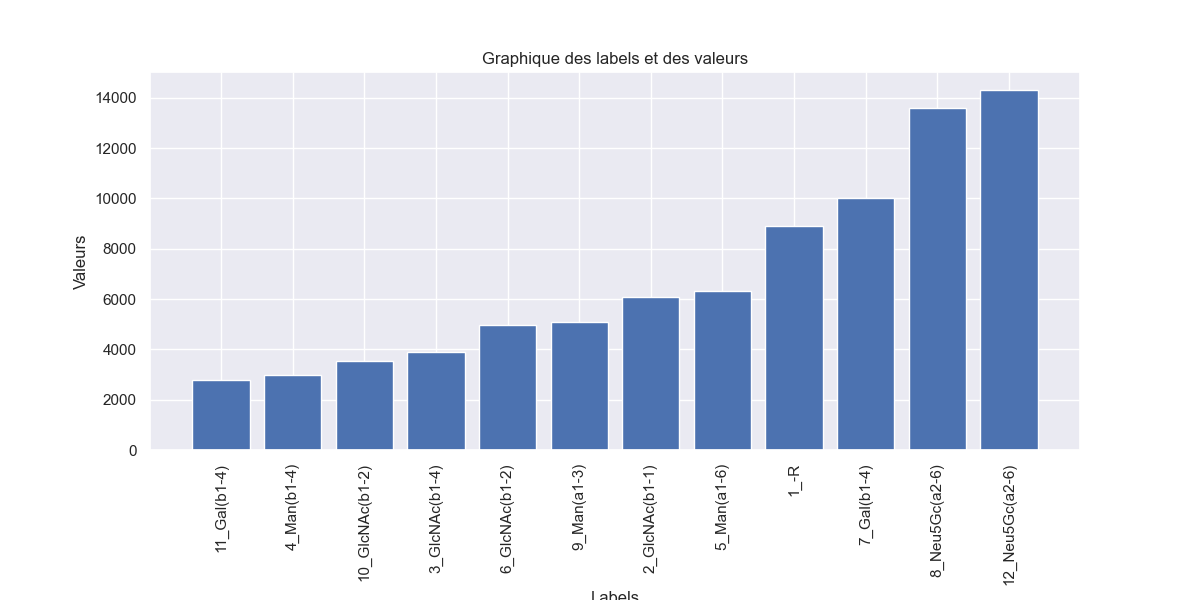 Graphique des labels et des valeurs
Valeurs
14000
12000
10000
8000
6000
4000
2000
0
11_Gal(b1-4)
4_Man(b1-4)
10_GlcNAc(b1-2)
3_GlcNAc(b1-4)
6_GlcNAc(b1-2)
9_Man(a1-3)
2_GlcNAc(b1-1)
5_Man(a1-6)
1_-R
7_Gal(b1-4)
8_Neu5Gc(a2-6)
12_Neu5Gc(a2-6)
Labels